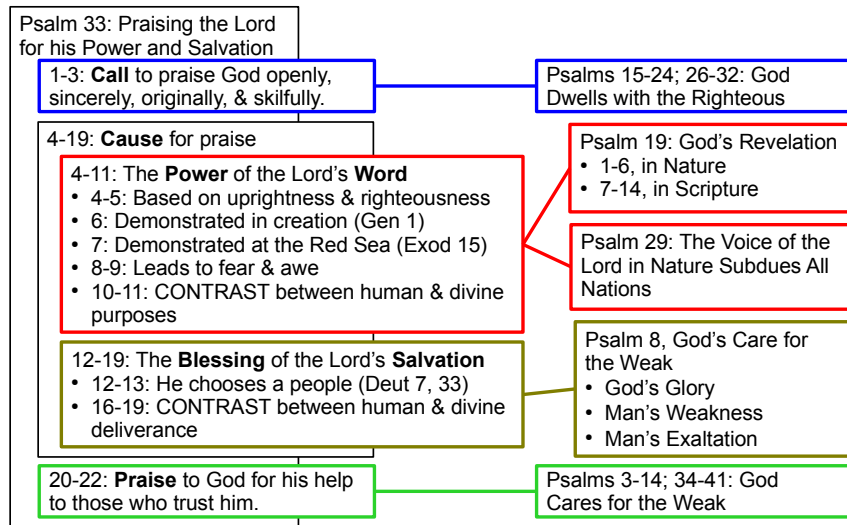 Psalm 33: Praising the Lord
for his Power and Salvation
1-3: Call to praise God openly,
sincerely, originally, & skilfully.
Psalms 15-24; 26-32: God
Dwells with the Righteous
4-19: Cause for praise
4-11: The Power of the Lord’s Word
• 4-5: Based on uprightness & righteousness
• 6: Demonstrated in creation (Gen 1)
• 7: Demonstrated at the Red Sea (Exod 15)
• 8-9: Leads to fear & awe
• 10-11: CONTRAST between human & divine
purposes
Psalm 19: God’s Revelation
• 1-6, in Nature
• 7-14, in Scripture
Psalm 29: The Voice of the
Lord in Nature Subdues All
Nations
12-19: The Blessing of the Lord’s Salvation
• 12-13: He chooses a people (Deut 7, 33)
• 16-19: CONTRAST between human & divine
deliverance
Psalm 8, God’s Care for
the Weak
• God’s Glory
• Man’s Weakness
• Man’s Exaltation
20-22: Praise to God for his help
to those who trust him.
Psalms 3-14; 34-41: God
Cares for the Weak